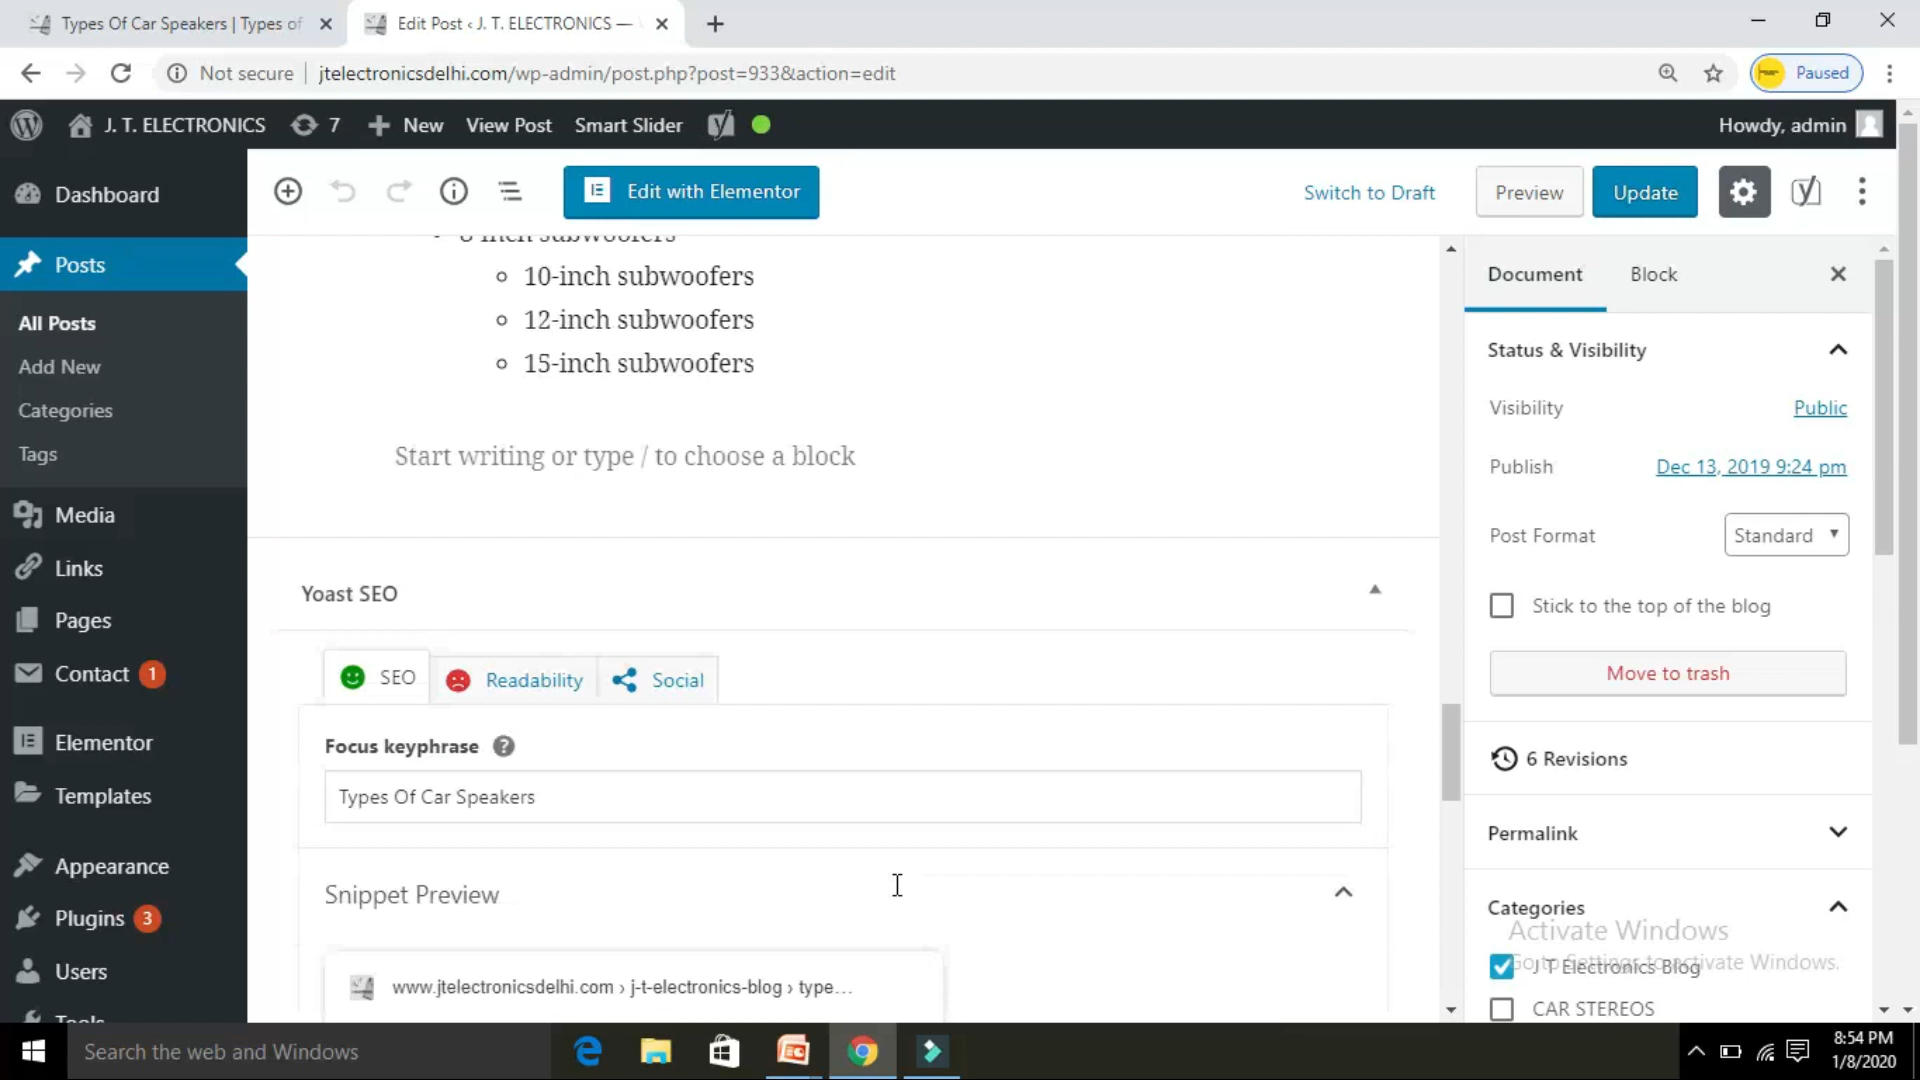 Types Of Car Speakers | Types of
Edit Post ‹ J. T. ELECTRONICS —
Not secure
jtelectronicsdelhi.com/wp-admin/post.php?post=933&action=edit
Paused
J. T. ELECTRONICS
7
New
View Post
Smart Slider
Howdy, admin
Dashboard
Posts
All Posts
Add New
Categories
Tags
Media
Links
Pages
Contact 1
Elementor
Templates
Appearance
Plugins 3
Users
Tools
Edit with Elementor
Switch to Draft
Preview
Update
8 inch subwoofers
10-inch subwoofers
12-inch subwoofers
15-inch subwoofers
Start writing or type / to choose a block
Yoast SEO
SEO
Readability
Social
Focus keyphrase ?
Types Of Car Speakers
Snippet Preview
www.jtelectronicsdelhi.com › j-t-electronics-blog › type...
Document
Block
Status & Visibility
Visibility
Public
Publish
Dec 13, 2019 9:24 pm
Post Format
Standard
Stick to the top of the blog
Move to trash
6 Revisions
Permalink
Categories
Activate Windows
Go to Settings to activate Windows.
J T Electronics Blog
CAR STEREOS
Search the web and Windows
8:54 PM
1/8/2020